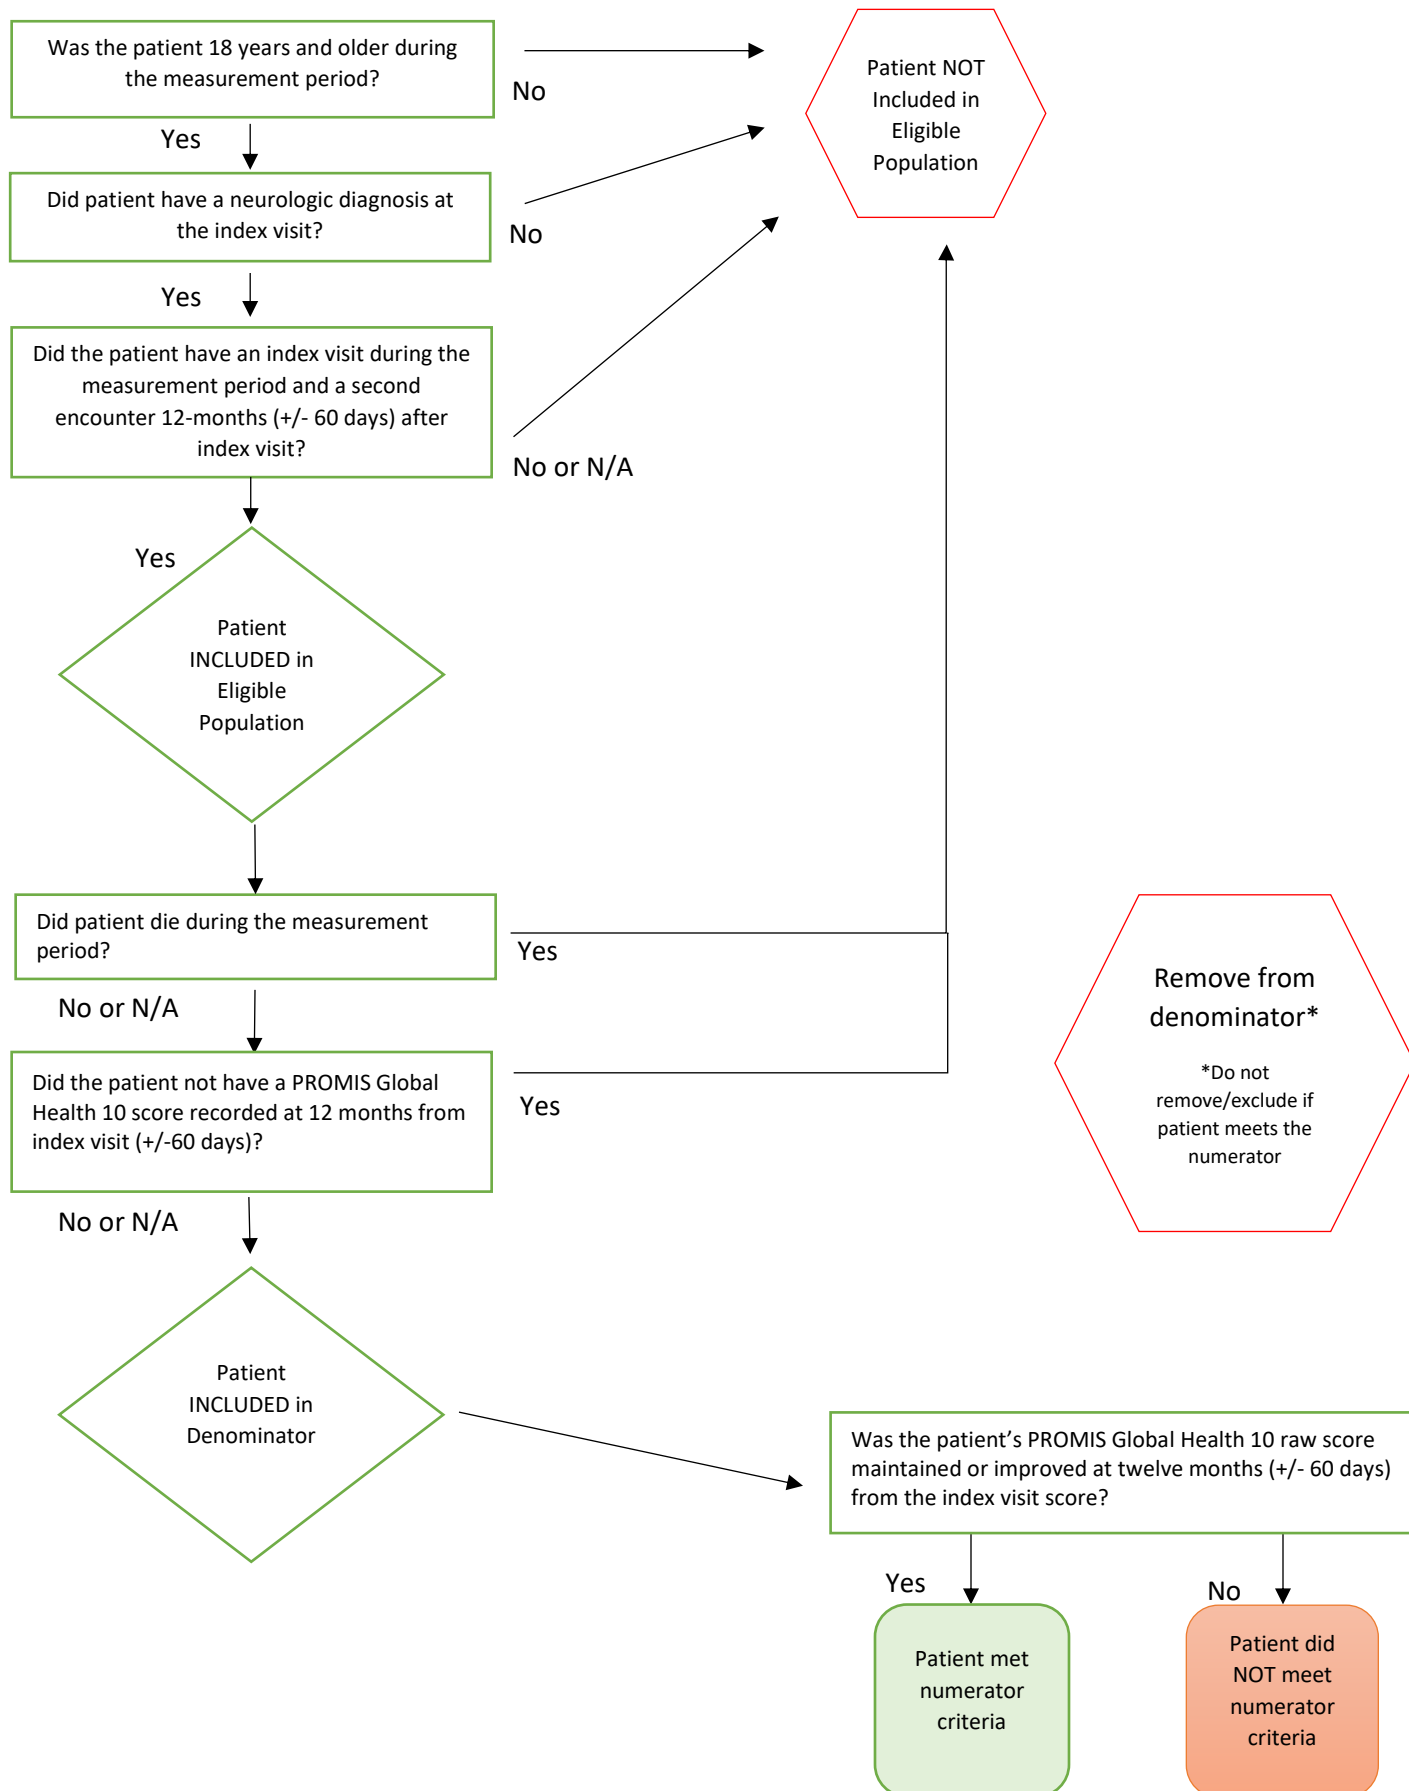 Was the patient 18 years and older during
the measurement period?
No
Patient NOT
Included in
Eligible
Population
Yes
Did patient have a neurologic diagnosis at
the index visit?
No
Yes
Did the patient have an index visit during the
measurement period and a second
encounter 12-months (+/- 60 days) after
index visit?
No or N/A
Yes
Patient
INCLUDED in
Eligible
Population
Did patient die during the measurement
period?
Yes
No or N/A
Did the patient not have a PROMIS Global
Health 10 score recorded at 12 months from
index visit (+/-60 days)?
Yes
Remove from
denominator*
*Do not
remove/exclude if
patient meets the
numerator
No or N/A
Patient
INCLUDED in
Denominator
Was the patient’s PROMIS Global Health 10 raw score
maintained or improved at twelve months (+/- 60 days)
from the index visit score?
Yes
No
Patient met
numerator
criteria
Patient did
NOT meet
numerator
criteria